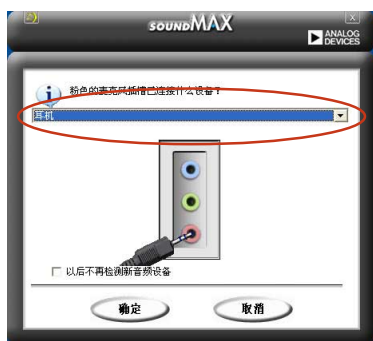 soundMAX
ANALOG
DEVICES
粉色的麦克风插槽已连接什么设备?
耳机
以后不再检测新音频设备
确定
取消